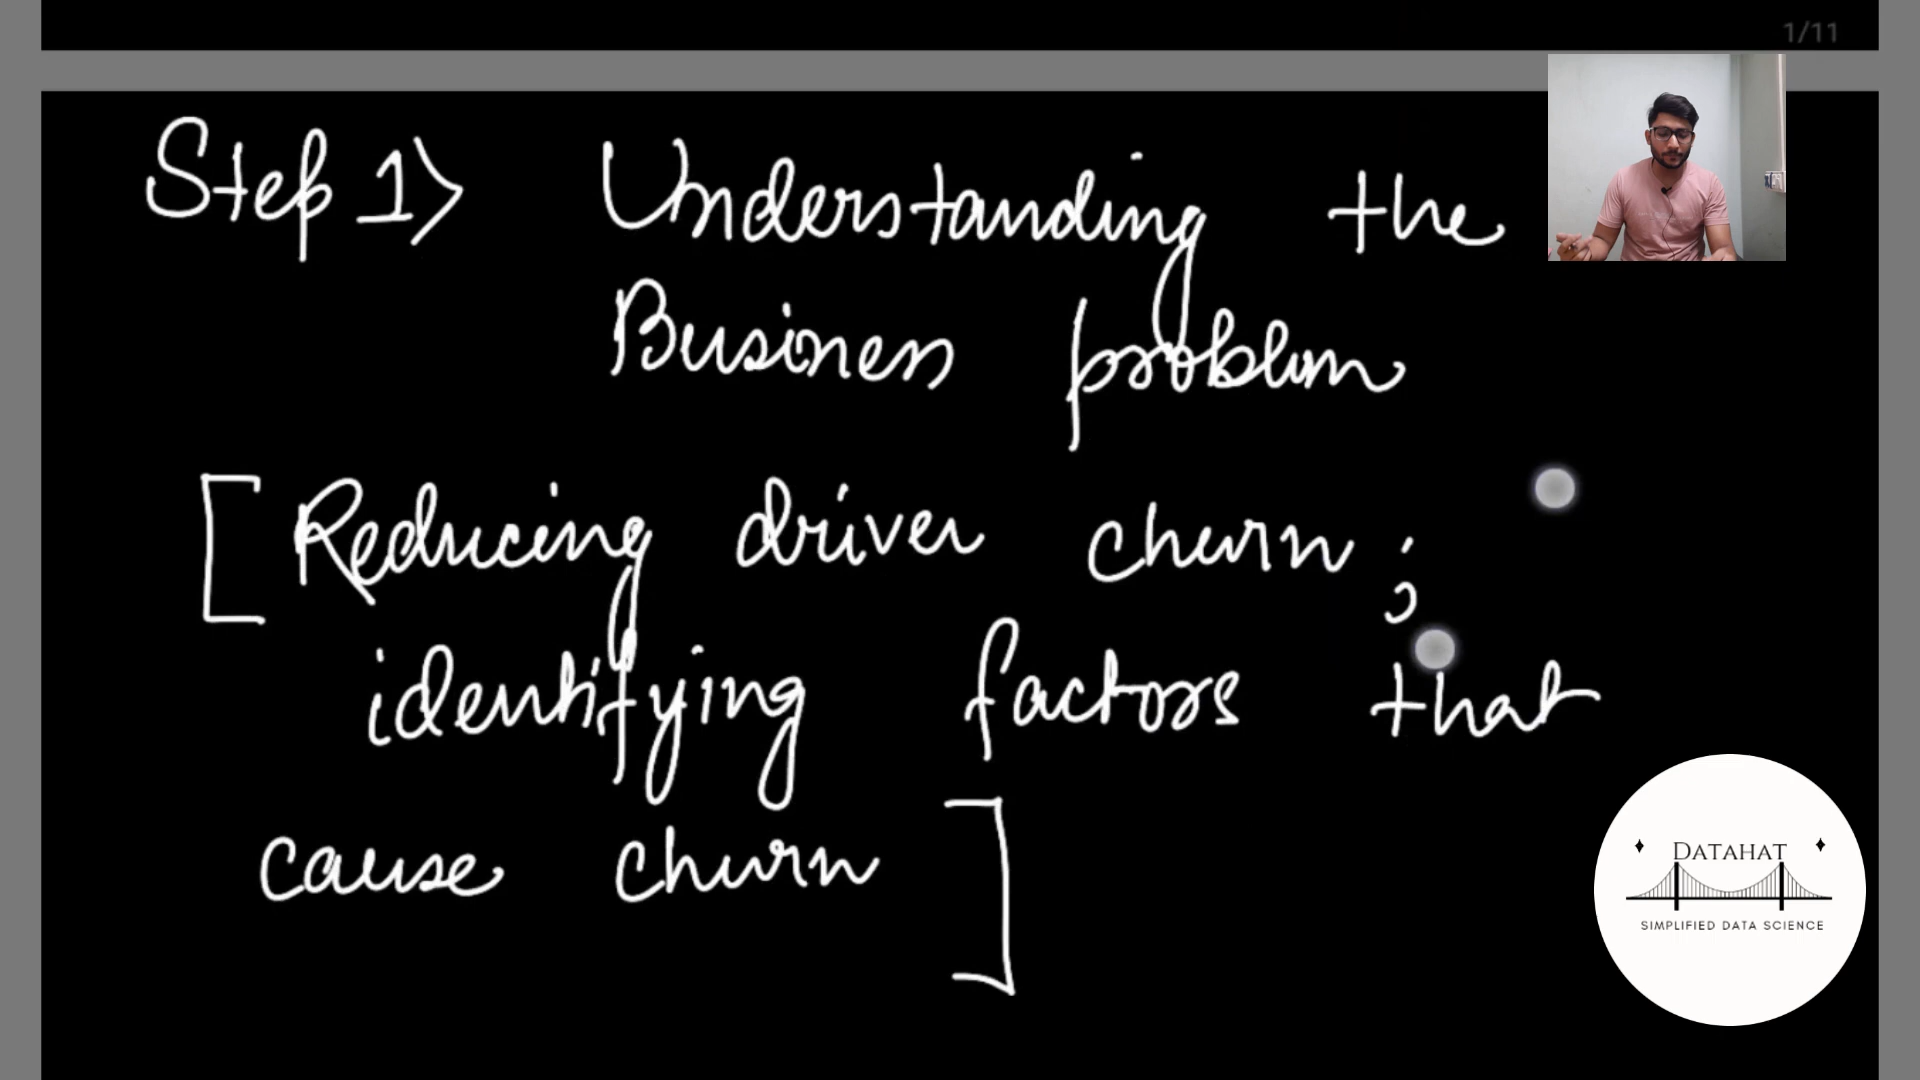 1/11
Step 1> Understanding the
Business problem
[Reducing driver churn;
identifying factors that
cause churn]
DATAHAT
SIMPLIFIED DATA SCIENCE